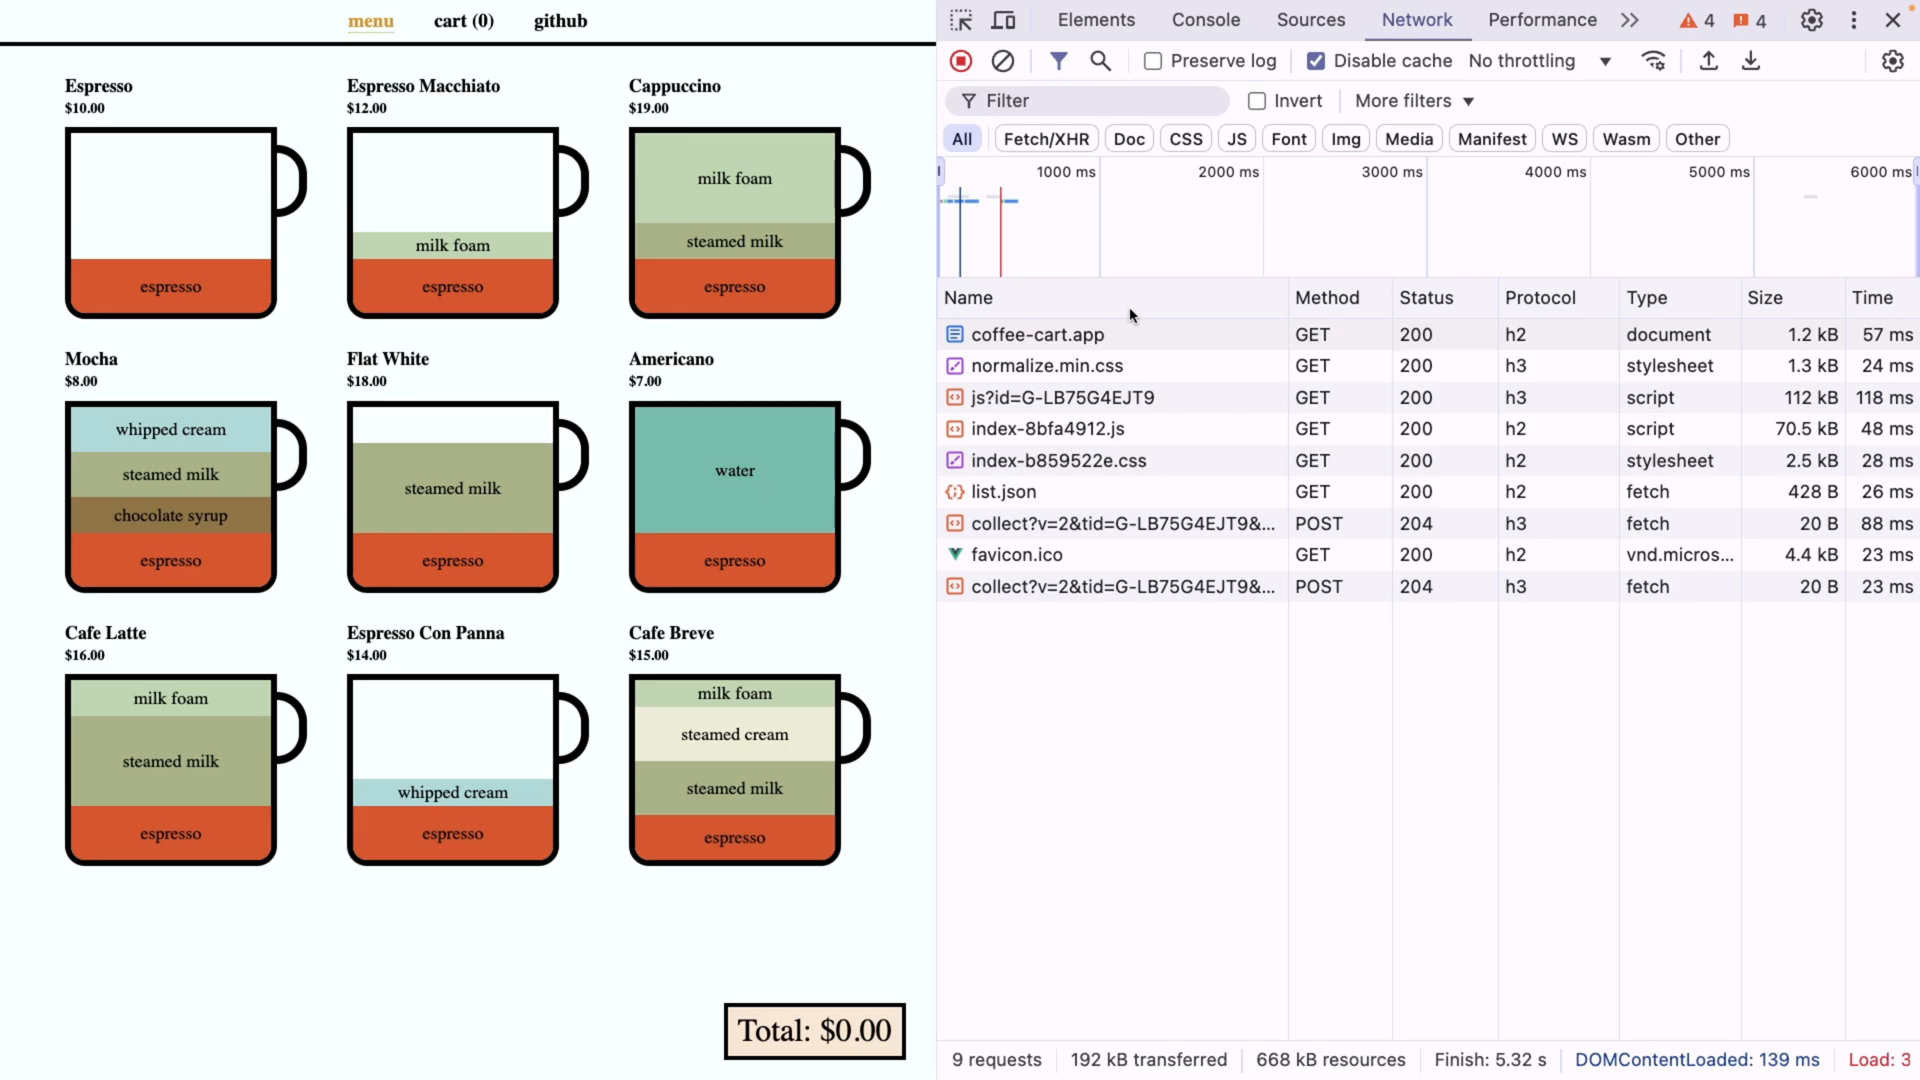 menu cart (0) github
Espresso
$10.00
espresso
Espresso Macchiato
$12.00
milk foam
espresso
Cappuccino
$19.00
milk foam
steamed milk
espresso
Mocha
$8.00
whipped cream
steamed milk
chocolate syrup
espresso
Flat White
$18.00
steamed milk
espresso
Americano
$7.00
water
espresso
Cafe Latte
$16.00
milk foam
steamed milk
espresso
Espresso Con Panna
$14.00
whipped cream
espresso
Cafe Breve
$15.00
milk foam
steamed cream
steamed milk
espresso
Total: $0.00
Elements Console Sources Network Performance 4 4
Preserve log Disable cache No throttling
Filter Invert More filters
All Fetch/XHR Doc CSS JS Font Img Media Manifest WS Wasm Other
1000 ms 2000 ms 3000 ms 4000 ms 5000 ms 6000 ms
Name Method Status Protocol Type Size Time
coffee-cart.app GET 200 h2 document 1.2 kB 57 ms
normalize.min.css GET 200 h3 stylesheet 1.3 kB 24 ms
js?id=G-LB75G4EJT9 GET 200 h3 script 112 kB 118 ms
index-8bfa4912.js GET 200 h2 script 70.5 kB 48 ms
index-b859522e.css GET 200 h2 stylesheet 2.5 kB 28 ms
list.json GET 200 h2 fetch 428 B 26 ms
collect?v=2&tid=G-LB75G4EJT9&... POST 204 h3 fetch 20 B 88 ms
favicon.ico GET 200 h2 vnd.micros... 4.4 kB 23 ms
collect?v=2&tid=G-LB75G4EJT9&... POST 204 h3 fetch 20 B 23 ms
9 requests 192 kB transferred 668 kB resources Finish: 5.32 s DOMContentLoaded: 139 ms Load: 3